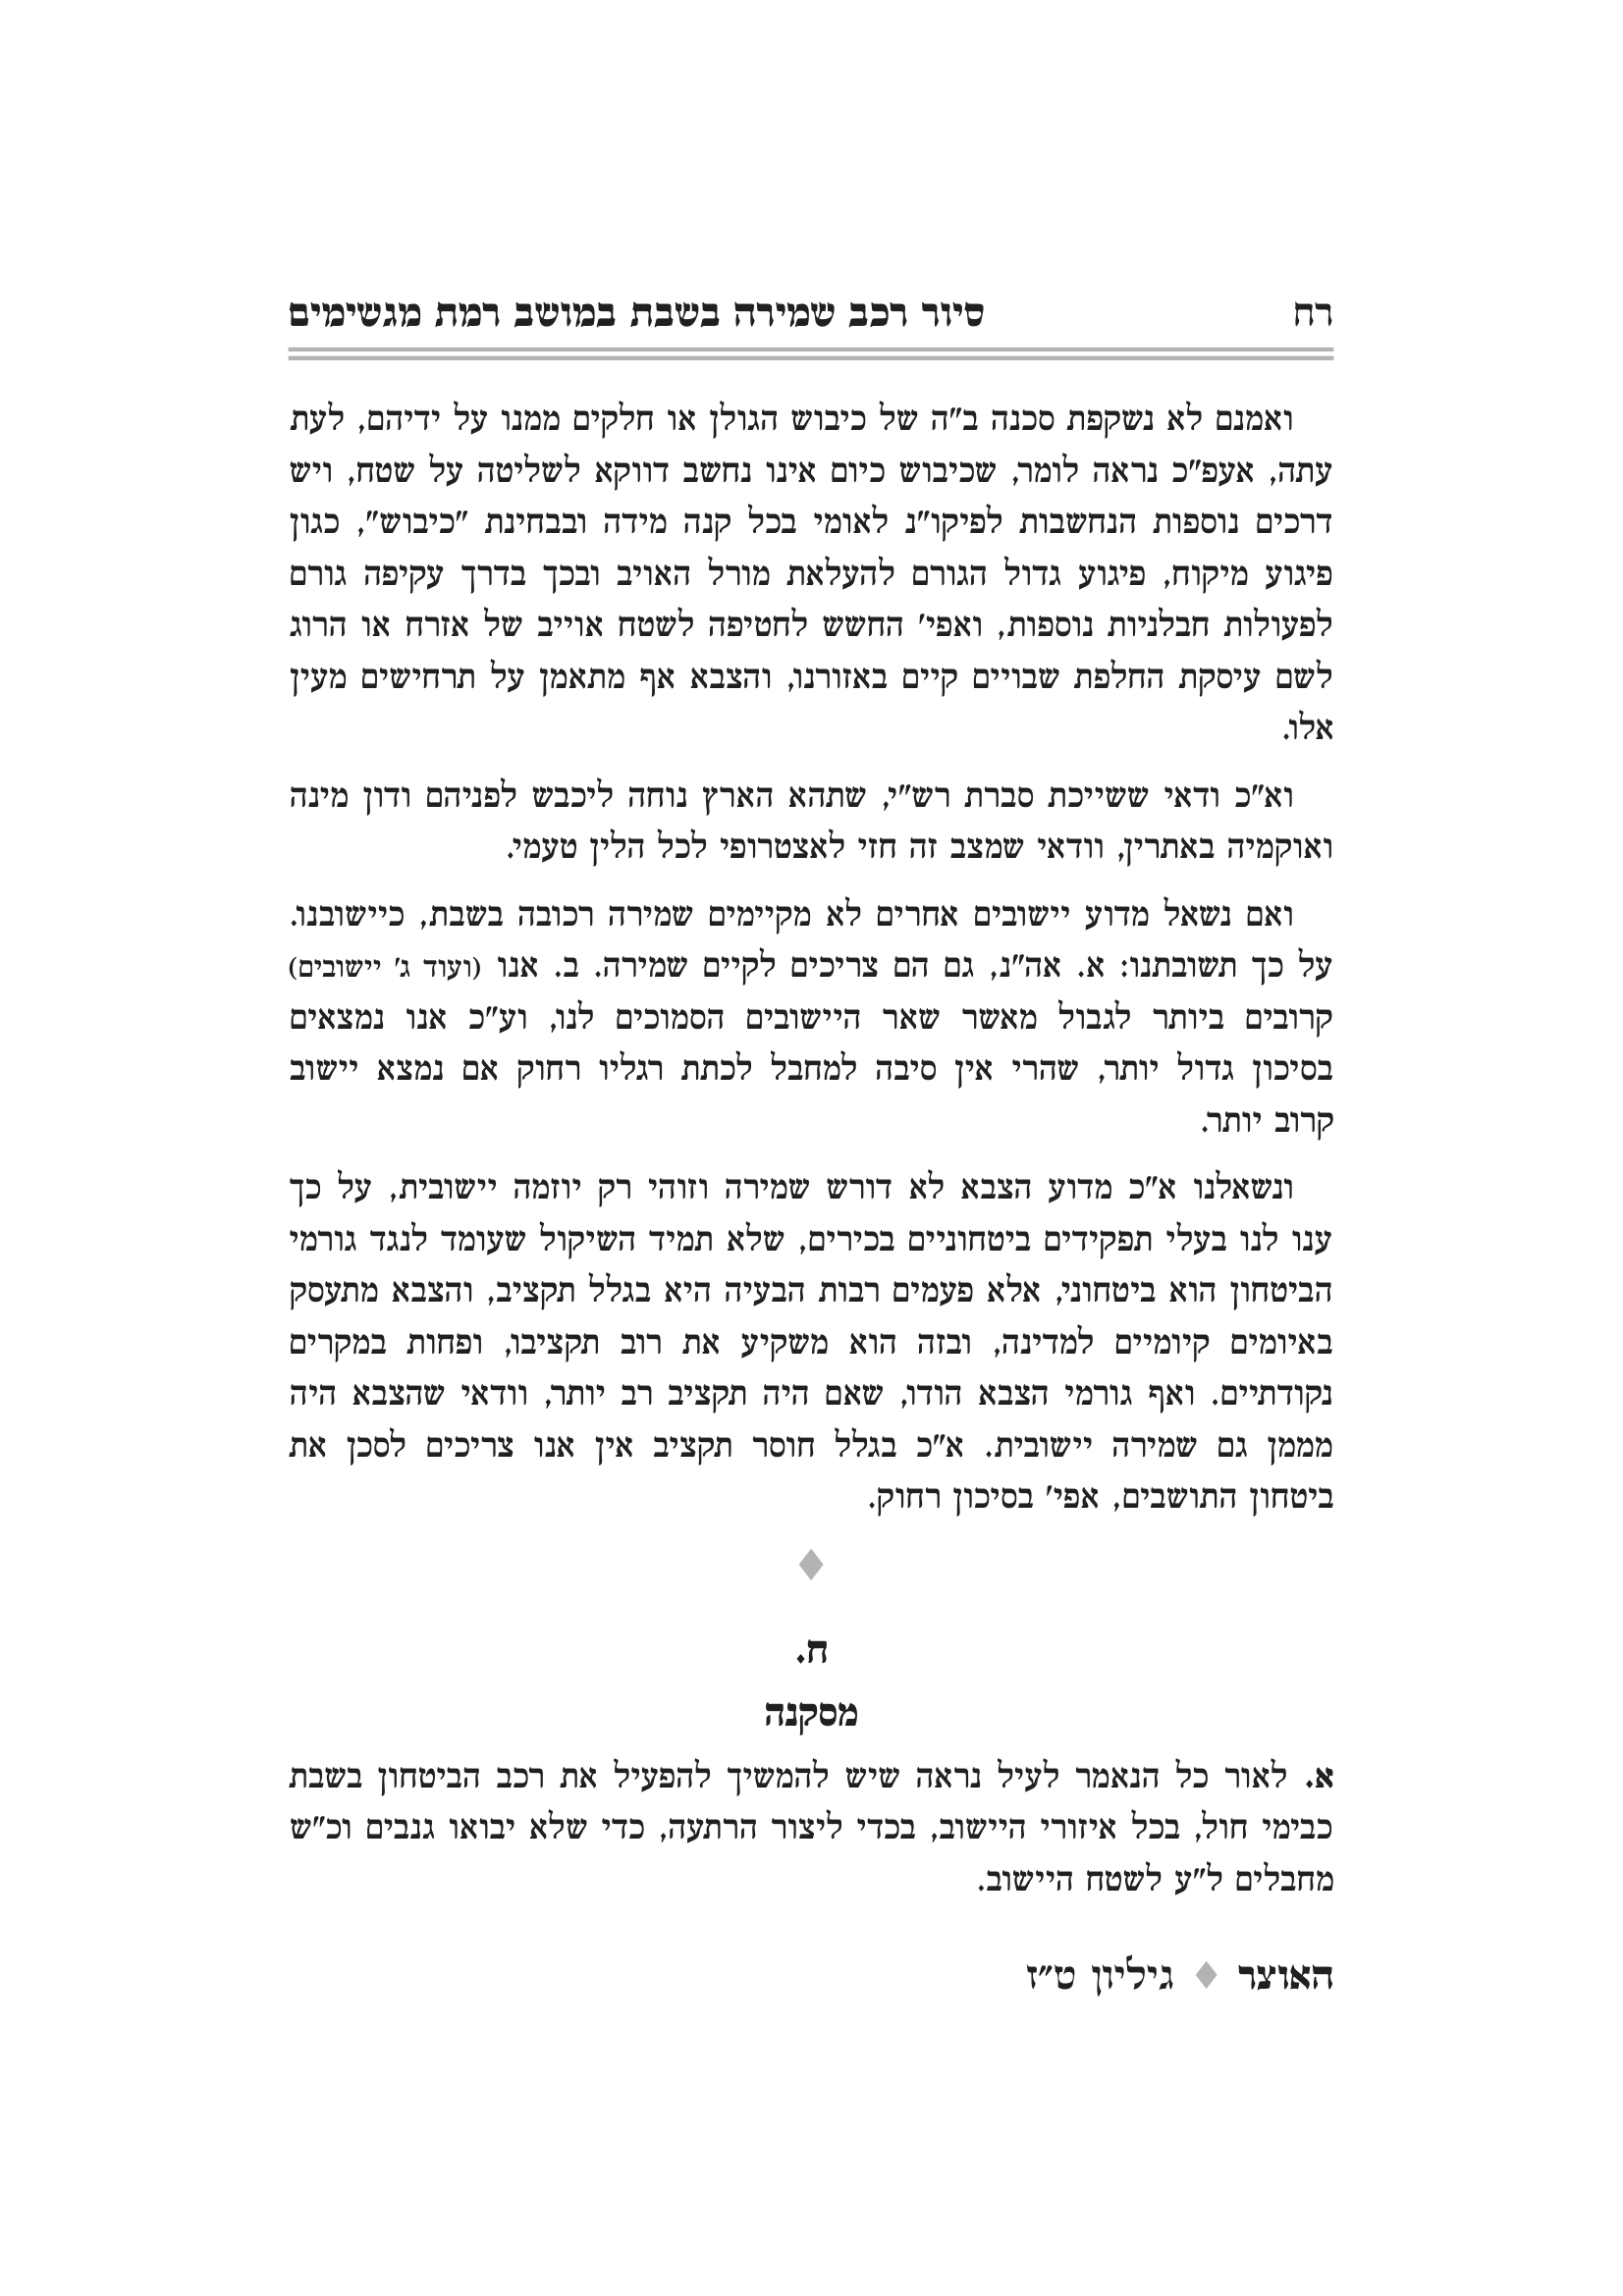 רח סיור רכב שמירה בשבת במושב רמת מגשימים
ואמנם לא נשקפת סכנה ב"ה של כיבוש הגולן או חלקים ממנו על ידיהם, לעת
עתה, אעפ"כ נראה לומר, שכיבוש כיום אינו נחשב דווקא לשליטה על שטח, ויש
דרכים נוספות הנחשבות לפיקו"נ לאומי בכל קנה מידה ובבחינת "כיבוש", כגון
פיגוע מיקוח, פיגוע גדול הגורם להעלאת מורל האויב ובכך בדרך עקיפה גורם
לפעולות חבלניות נוספות, ואפי' החשש לחטיפה לשטח אוייב של אזרח או הרוג
לשם עיסקת החלפת שבויים קיים באזורנו, והצבא אף מתאמן על תרחישים מעין
אלו.
וא"כ ודאי ששייכת סברת רש"י, שתהא הארץ נוחה ליכבש לפניהם ודון מינה
ואוקמיה באתרין, וודאי שמצב זה חזי לאצטרופי לכל הלין טעמי.
ואם נשאל מדוע יישובים אחרים לא מקיימים שמירה רכובה בשבת, כיישובנו.
על כך תשובתנו: א. אה"נ, גם הם צריכים לקיים שמירה. ב. אנו (ועוד ג' יישובים)
קרובים ביותר לגבול מאשר שאר היישובים הסמוכים לנו, וע"כ אנו נמצאים
בסיכון גדול יותר, שהרי אין סיבה למחבל לכתת רגליו רחוק אם נמצא יישוב
קרוב יותר.
ונשאלנו א"כ מדוע הצבא לא דורש שמירה וזוהי רק יוזמה יישובית, על כך
ענו לנו בעלי תפקידים ביטחוניים בכירים, שלא תמיד השיקול שעומד לנגד גורמי
הביטחון הוא ביטחוני, אלא פעמים רבות הבעיה היא בגלל תקציב, והצבא מתעסק
באיומים קיומיים למדינה, ובזה הוא משקיע את רוב תקציבו, ופחות במקרים
נקודתיים. ואף גורמי הצבא הודו, שאם היה תקציב רב יותר, וודאי שהצבא היה
מממן גם שמירה יישובית. א"כ בגלל חוסר תקציב אין אנו צריכים לסכן את
ביטחון התושבים, אפי' בסיכון רחוק.
ח.
מסקנה
א. לאור כל הנאמר לעיל נראה שיש להמשיך להפעיל את רכב הביטחון בשבת
כבימי חול, בכל איזורי היישוב, בכדי ליצור הרתעה, כדי שלא יבואו גנבים וכ"ש
מחבלים ל"ע לשטח היישוב.
האוצר ♦ גיליון ט"ז